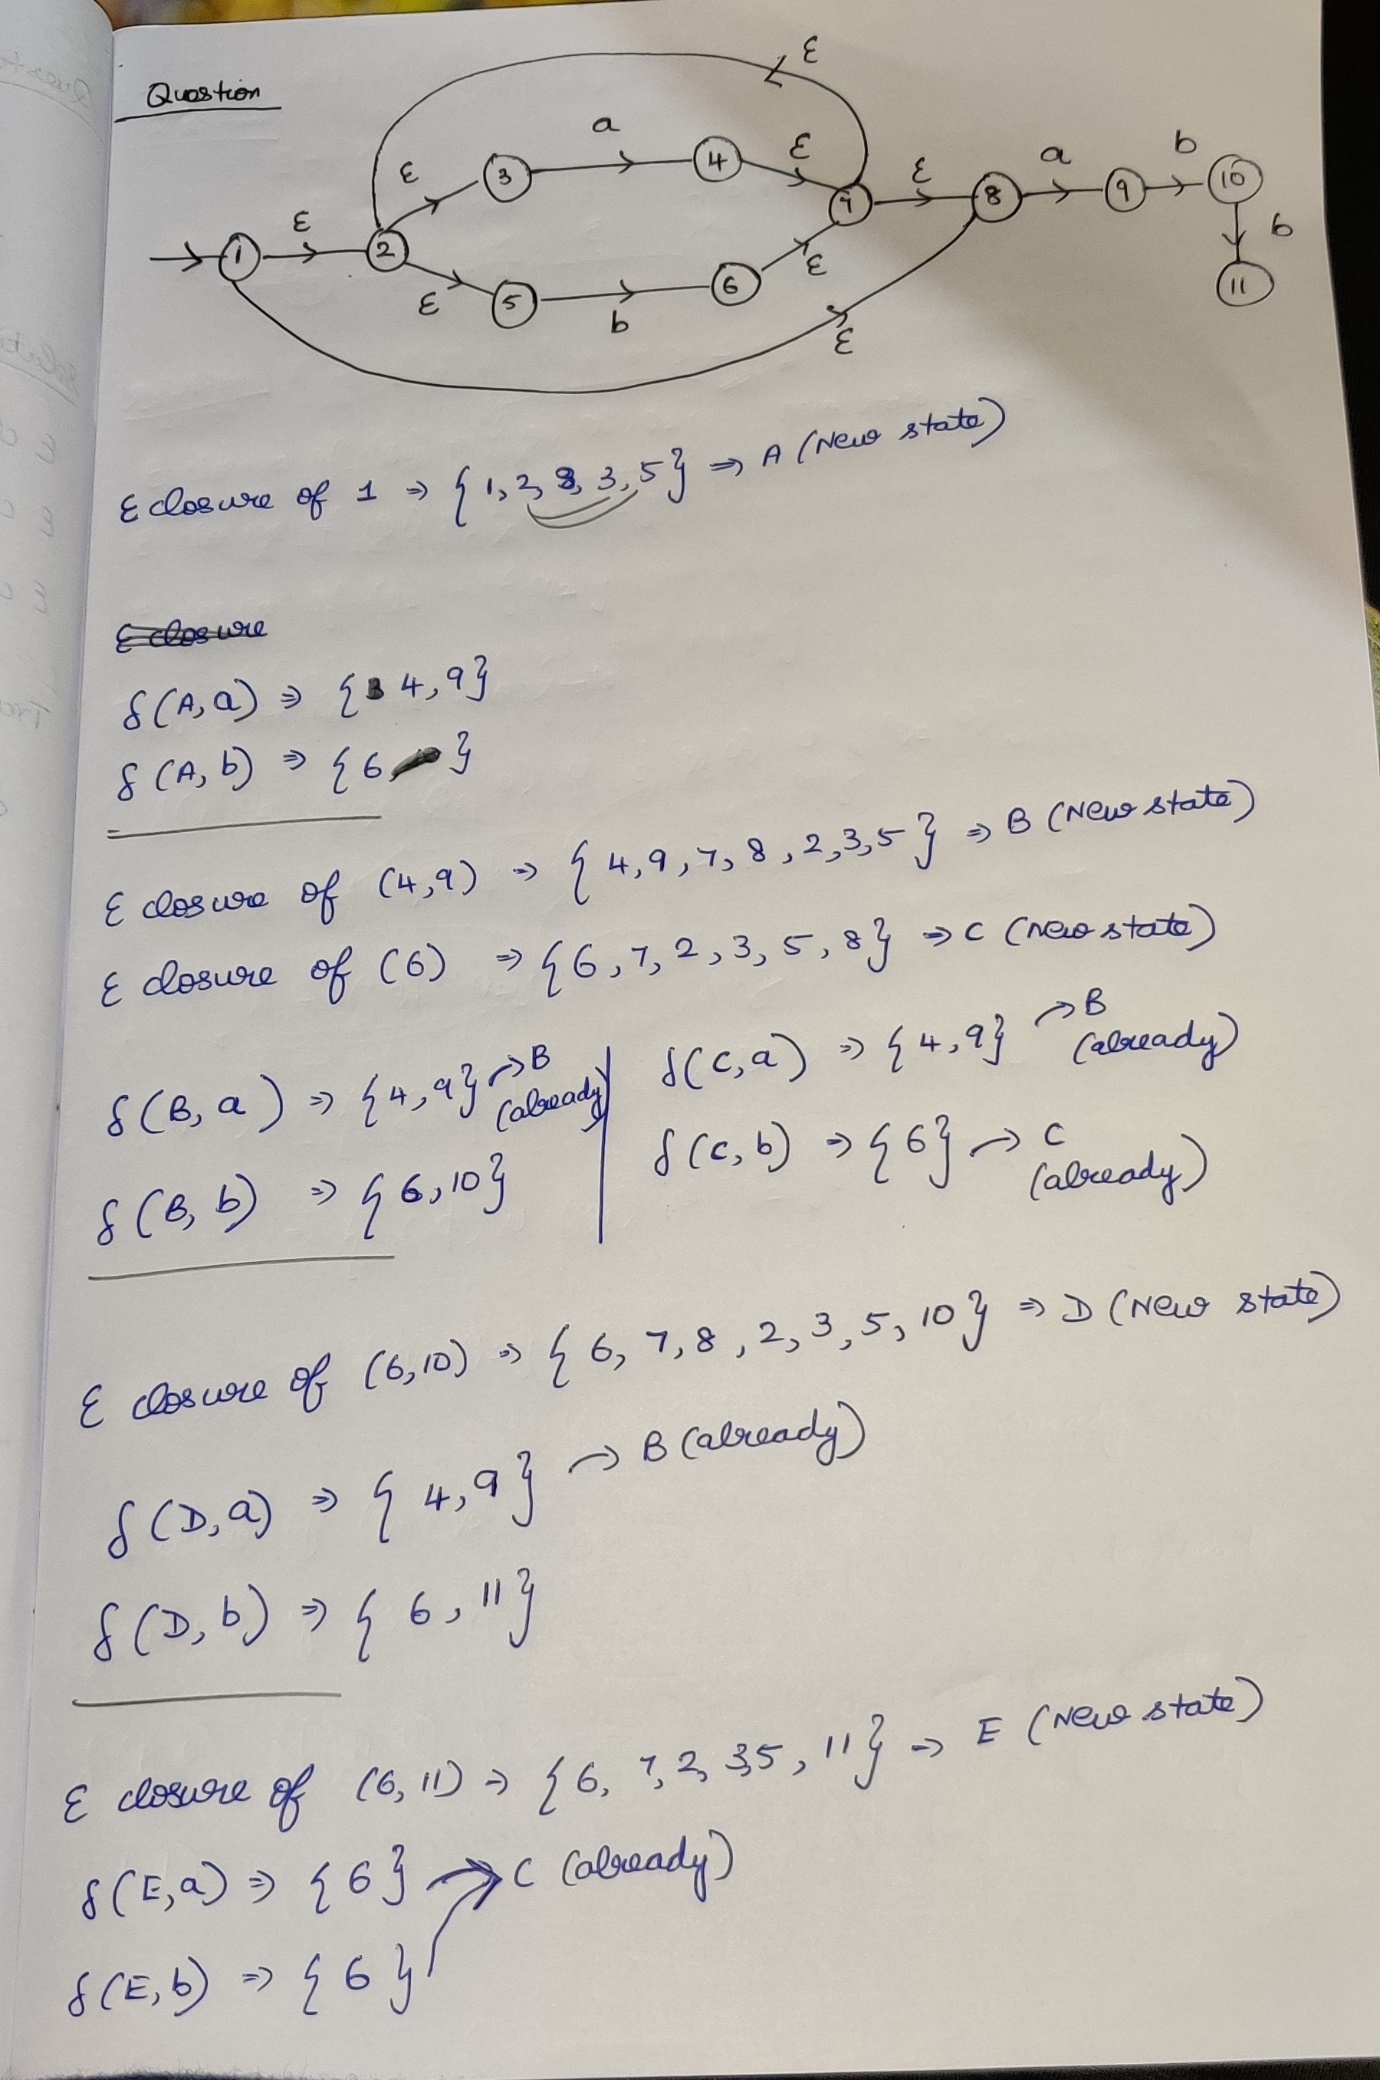 Question
ε
a
b
ε
ε
ε
a
3
4
10
ε
7
8
9
b
ε
1
2
ε
ε
5
b
6
11
ε
ε closure of 1 ⇒ {1, 2, 8, 3, 5} ⇒ A (New state)
ε closure
δ(A, a) ⇒ {4, 9}
δ(A, b) ⇒ {6}
ε closure of (4,9) ⇒ {4, 9, 7, 8, 2, 3, 5} ⇒ B (New state)
ε closure of (6) ⇒ {6, 7, 2, 3, 5, 8} ⇒ C (new state)
δ(B, a) ⇒ {4, 9} → B (already)
δ(B, b) ⇒ {6, 10}
δ(C, a) ⇒ {4, 9} → B (already)
δ(C, b) ⇒ {6} → C (already)
ε closure of (6,10) ⇒ {6, 7, 8, 2, 3, 5, 10} ⇒ D (New state)
δ(D, a) ⇒ {4, 9} → B (already)
δ(D, b) ⇒ {6, 11}
ε closure of (6, 11) ⇒ {6, 7, 2, 3,5, 11} ⇒ E (New state)
δ(E, a) ⇒ {6} → C (already)
δ(E, b) ⇒ {6}